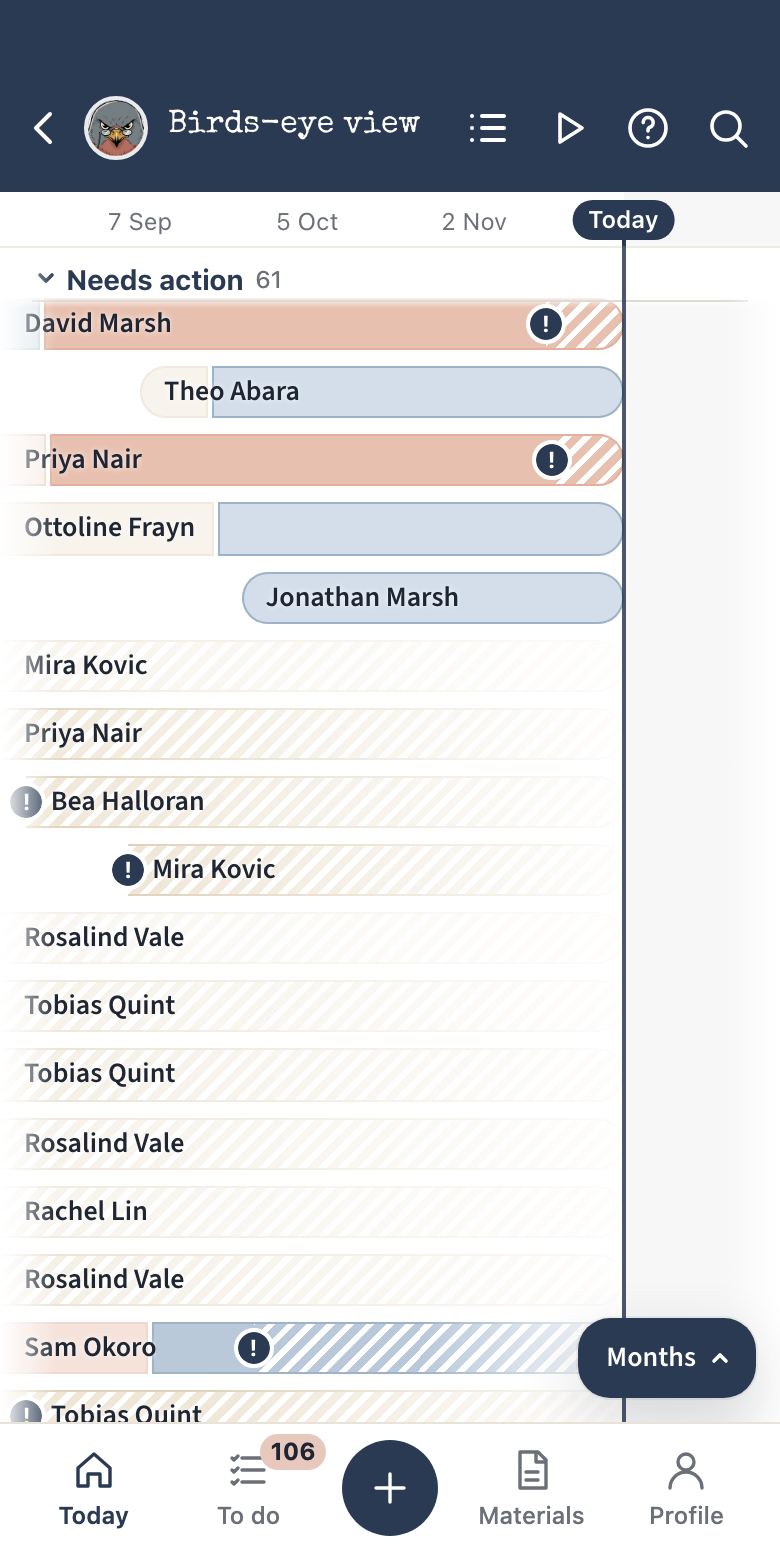 Birds-eye view
7 Sep 5 Oct 2 Nov Today
Needs action 61
David Marsh
!
Theo Abara
Priya Nair
!
Ottoline Frayn
Jonathan Marsh
Mira Kovic
Priya Nair
! Bea Halloran
! Mira Kovic
Rosalind Vale
Tobias Quint
Tobias Quint
Rosalind Vale
Rachel Lin
Rosalind Vale
Sam Okoro
!
Months
! Tobias Quint
106
Today To do Materials Profile